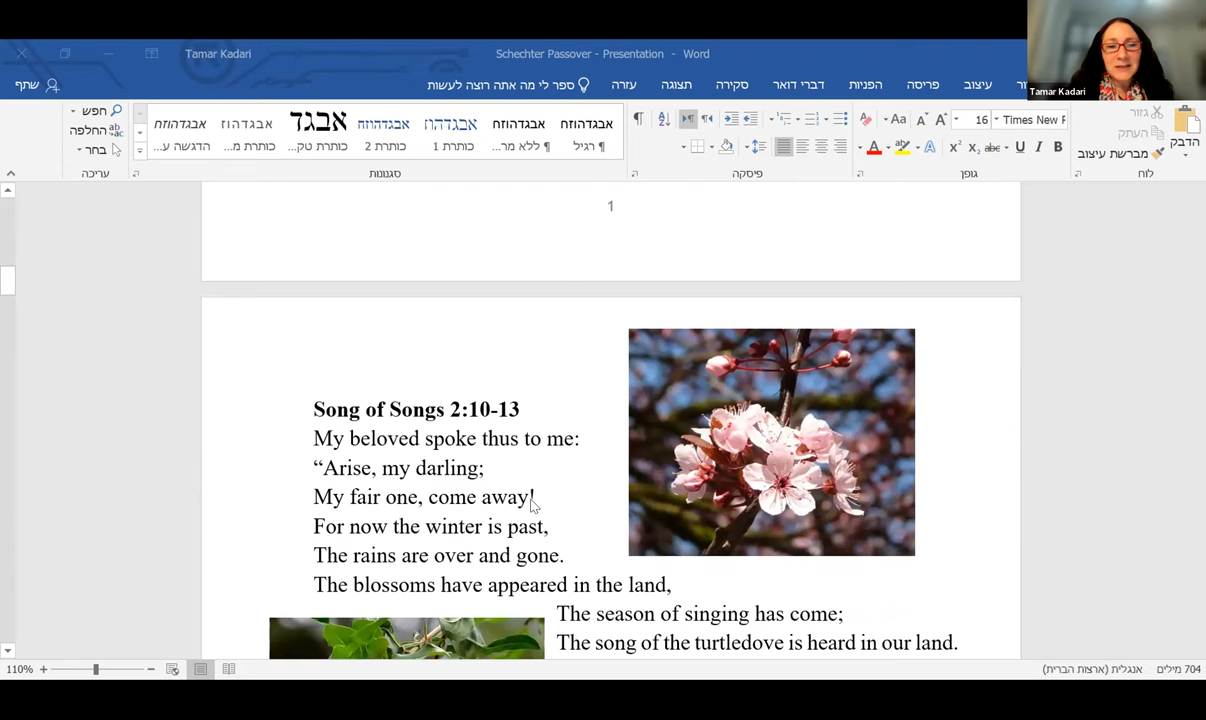 Tamar Kadari
Schechter Passover - Presentation - Word
Tamar Kadari
עיצוב פריסה הפניות דברי דואר סקירה תצוגה עזרה ספר לי מה אתה רוצה לעשות שתף
הדבק
גזור
העתק
מברשת עיצוב
לוח
Times New 16 Aa
B I U abc x₂ x² A
גופן
פיסקה
אבגדהוזח אבגדהוזח אבגדהוז אבגדהוזח אבגד אבגדהוז אבגדהוזח
¶ רגיל ¶ ללא מר... כותרת 1 כותרת 2 כותרת טק... כותרת מ... הדגשה ע...
סגנונות
חפש
החלפה
בחר
עריכה
1
Song of Songs 2:10-13
My beloved spoke thus to me:
“Arise, my darling;
My fair one, come away!
For now the winter is past,
The rains are over and gone.
The blossoms have appeared in the land,
The season of singing has come;
The song of the turtledove is heard in our land.
704 מילים אנגלית (ארצות הברית)
110%